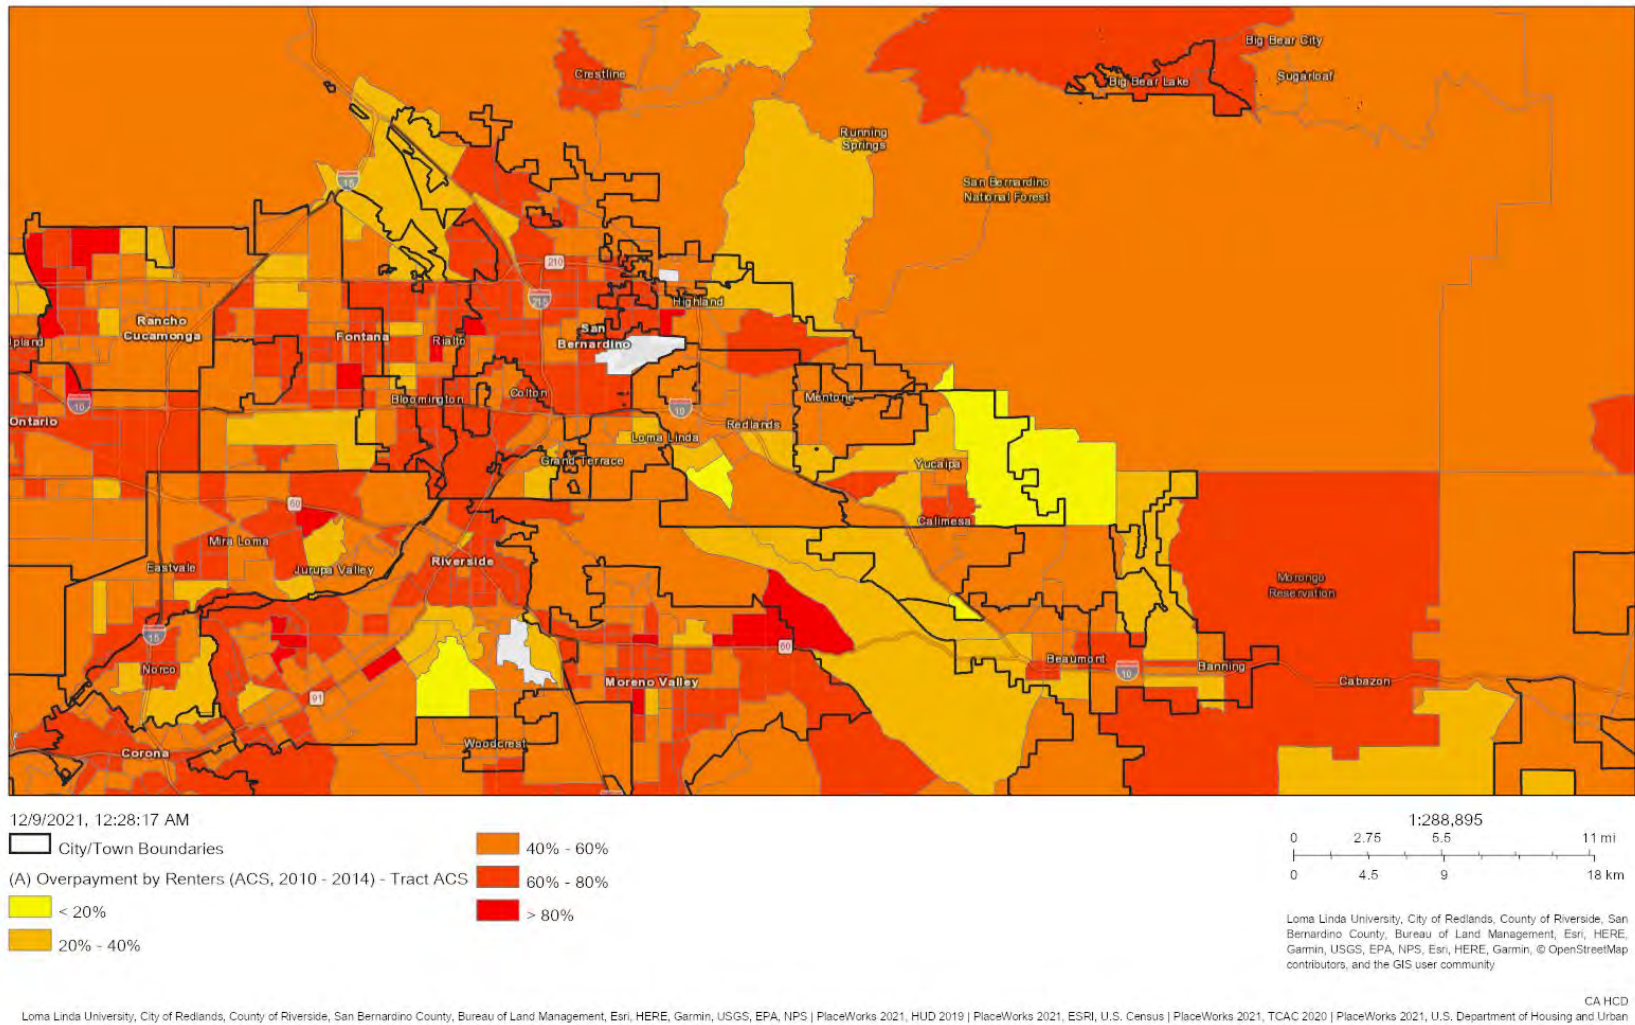 Big Bear City
Crestline
Sugarloaf
Big Bear Lake
Running
Springs
San Bernardino
National Forest
15
210
215
Highland
Rancho
Cucamonga
Fontana
Rialto
San
Bernardino
pland
10
Ontario
Bloomington
Colton
10
Mentone
Redlands
Loma Linda
Grand Terrace
Yucaipa
60
Calimesa
Mira Loma
Eastvale
Jurupa Valley
Riverside
Morongo
Reservation
15
Norco
60
Beaumont
10
Banning
Moreno Valley
Cabazon
91
Woodcrest
Corona
12/9/2021, 12:28:17 AM
City/Town Boundaries
(A) Overpayment by Renters (ACS, 2010 - 2014) - Tract ACS
< 20%
20% - 40%
40% - 60%
60% - 80%
> 80%
1:288,895
0 2.75 5.5 11 mi
0 4.5 9 18 km
Loma Linda University, City of Redlands, County of Riverside, San
Bernardino County, Bureau of Land Management, Esri, HERE,
Garmin, USGS, EPA, NPS, Esri, HERE, Garmin, © OpenStreetMap
contributors, and the GIS user community
CA HCD
Loma Linda University, City of Redlands, County of Riverside, San Bernardino County, Bureau of Land Management, Esri, HERE, Garmin, USGS, EPA, NPS | PlaceWorks 2021, HUD 2019 | PlaceWorks 2021, ESRI, U.S. Census | PlaceWorks 2021, TCAC 2020 | PlaceWorks 2021, U.S. Department of Housing and Urban